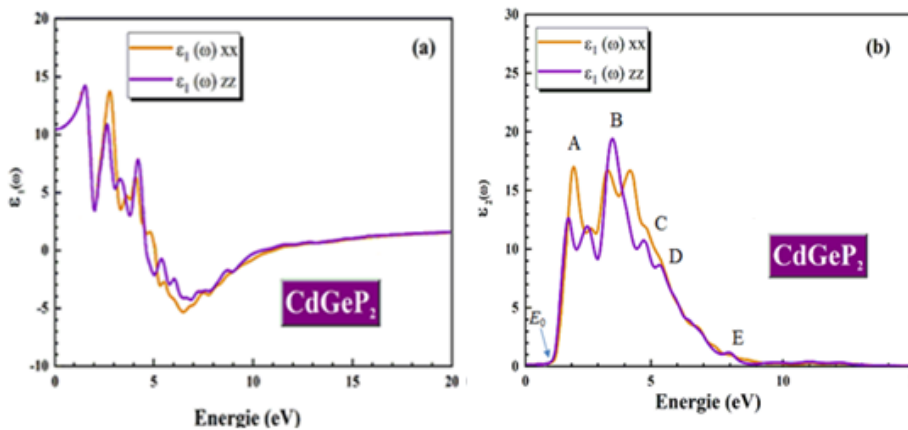 20
15
10
5
0
-5
-10
ε₁(ω)
ε₁ (ω) xx
ε₁ (ω) zz
(a)
CdGeP₂
0 5 10 15 20
Energie (eV)
30
25
20
15
10
5
0
ε₂(ω)
ε₁ (ω) xx
ε₁ (ω) zz
(b)
A
B
C
D
E
E₀
CdGeP₂
0 5 10 15
Energie (eV)